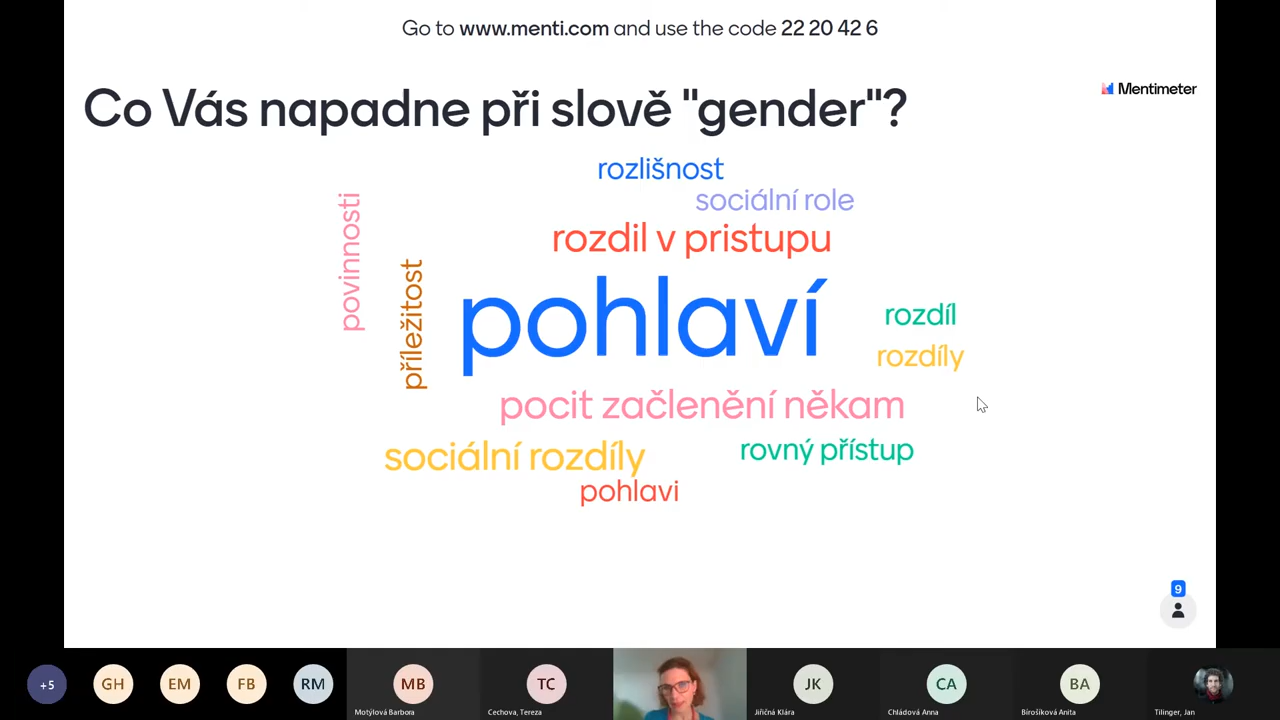 Go to www.menti.com and use the code 22 20 42 6
Co Vás napadne při slově "gender"?
Mentimeter
rozlišnost
sociální role
povinnosti
rozdil v pristupu
příležitost
pohlaví
rozdíl
rozdíly
pocit začlenění někam
sociální rozdíly
rovný přístup
pohlavi
9
+5
GH
EM
FB
RM
MB
Motýlová Barbora
TC
Cechova, Tereza
JK
Jiřičná Klára
CA
Chládová Anna
BA
Birošíková Anita
Tilinger, Jan